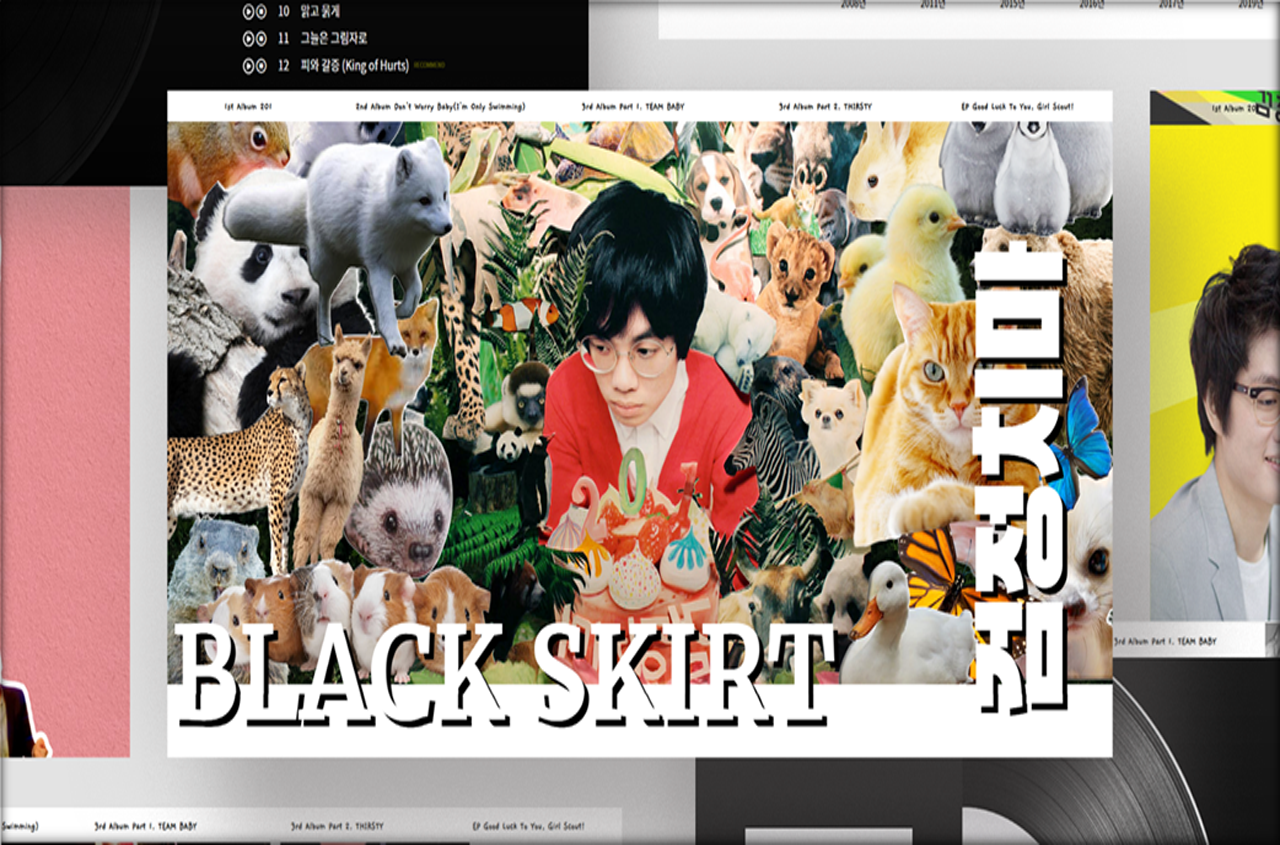 2008년 2011년 2015년 2016년 2017년 2019년
10 맑고 묽게
11 그늘은 그림자로
12 피와 갈증 (King of Hurts) RECOMMEND
1st Album 201
2nd Album Don't Worry Baby(I'm Only Swimming)
3rd Album Part 1. TEAM BABY
3rd Album Part 2. THIRSTY
EP Good Luck To You, Girl Scout!
1st Album 20
0
검정치마
BLACK SKIRT
3rd Album Part 1. TEAM BABY
Swimming)
3rd Album Part 1. TEAM BABY
3rd Album Part 2. THIRSTY
EP Good Luck To You, Girl Scout!